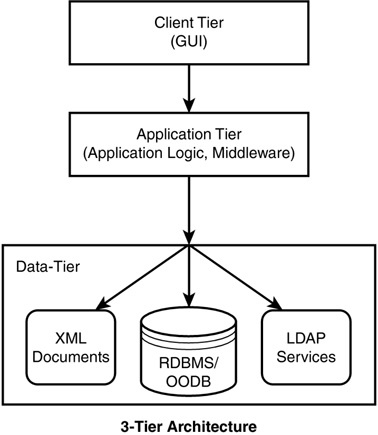 Client Tier
(GUI)
Application Tier
(Application Logic, Middleware)
Data-Tier
XML
Documents
RDBMS/
OODB
LDAP
Services
3-Tier Architecture